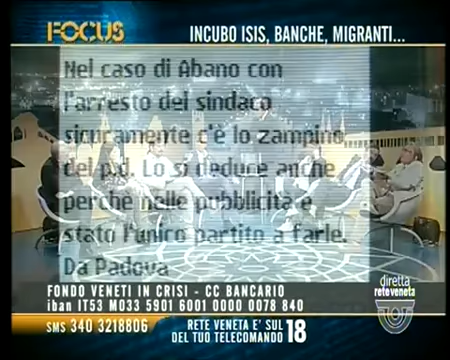 FOCUS
INCUBO ISIS, BANCHE, MIGRANTI...
Nel caso di Abano con
l'arresto del sindaco
sicuramente c'è lo zampino
del p.d. Lo si deduce anche
perchè nelle pubblicità è
stato l'unico partito a farle.
Da Padova
FONDO VENETI IN CRISI - CC BANCARIO
iban IT53 M033 5901 6001 0000 0078 840
diretta
reteveneta
SMS 340 3218806
RETE VENETA E' SUL
DEL TUO TELECOMANDO 18